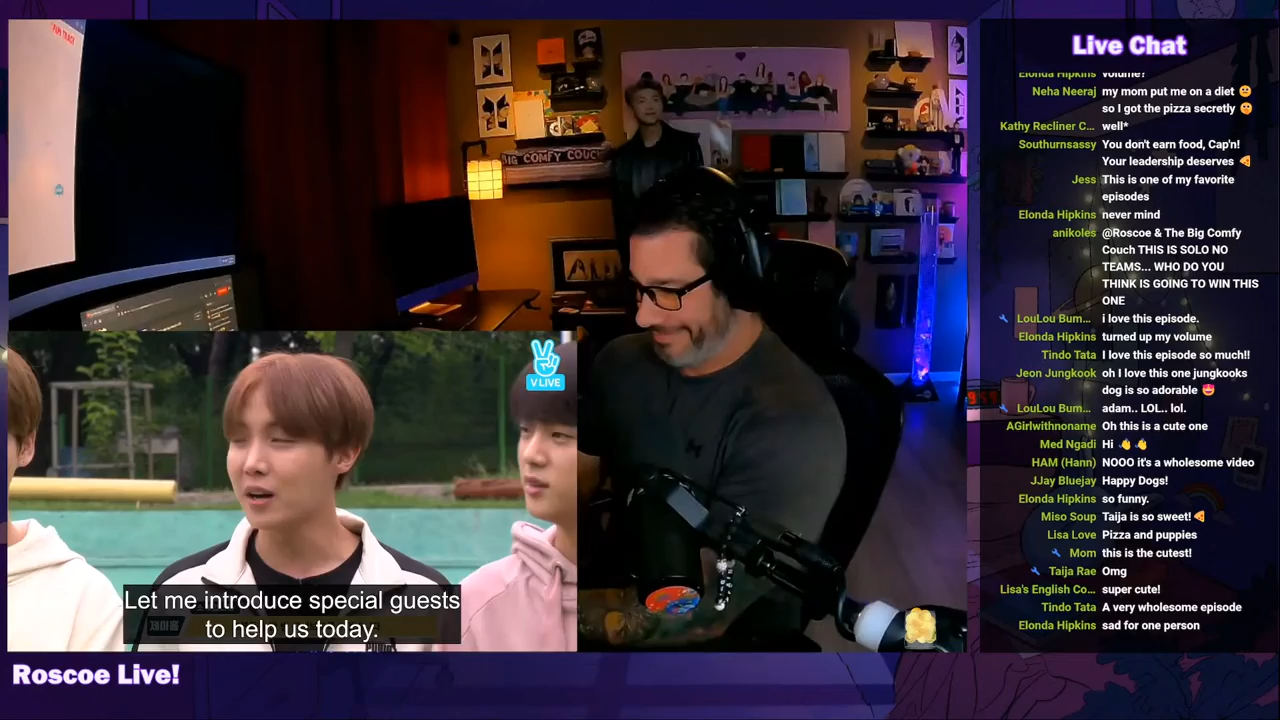 Live Chat
Elonda Hipkins volume?
Neha Neeraj my mom put me on a diet 😕
so I got the pizza secretly 🙁
Kathy Recliner C... well*
Southurnsassy You don't earn food, Cap'n!
Your leadership deserves 🍕
Jess This is one of my favorite
episodes
Elonda Hipkins never mind
anikoles @Roscoe & The Big Comfy
Couch THIS IS SOLO NO
TEAMS... WHO DO YOU
THINK IS GOING TO WIN THIS
ONE
LouLou Bum... i love this episode.
Elonda Hipkins turned up my volume
Tindo Tata I love this episode so much!!
Jeon Jungkook oh I love this one jungkooks
dog is so adorable 🤩
LouLou Bum... adam.. LOL.. lol.
AGirlwithnoname Oh this is a cute one
Med Ngadi Hi 👋 👋
HAM (Hann) NOOO it's a wholesome video
JJay Bluejay Happy Dogs!
Elonda Hipkins so funny.
Miso Soup Taija is so sweet! 🍕
Lisa Love Pizza and puppies
Mom this is the cutest!
Taija Rae Omg
Lisa's English Co... super cute!
Tindo Tata A very wholesome episode
Elonda Hipkins sad for one person
BIG COMFY COUCH
V LIVE
Let me introduce special guests
to help us today.
제이홉
Roscoe Live!